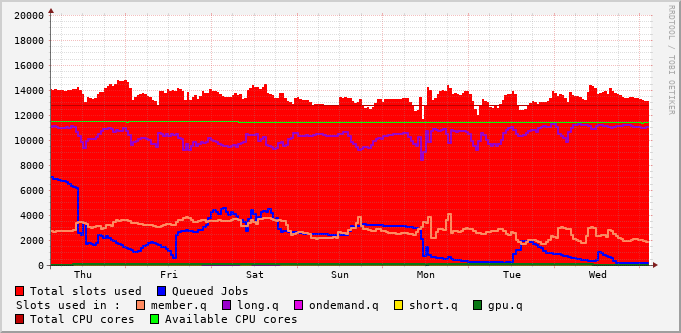 20000
18000
16000
14000
12000
10000
8000
6000
4000
2000
0
Thu Fri Sat Sun Mon Tue Wed
RRDTOOL / TOBI OETIKER
Total slots used Queued Jobs
Slots used in : member.q long.q ondemand.q short.q gpu.q
Total CPU cores Available CPU cores